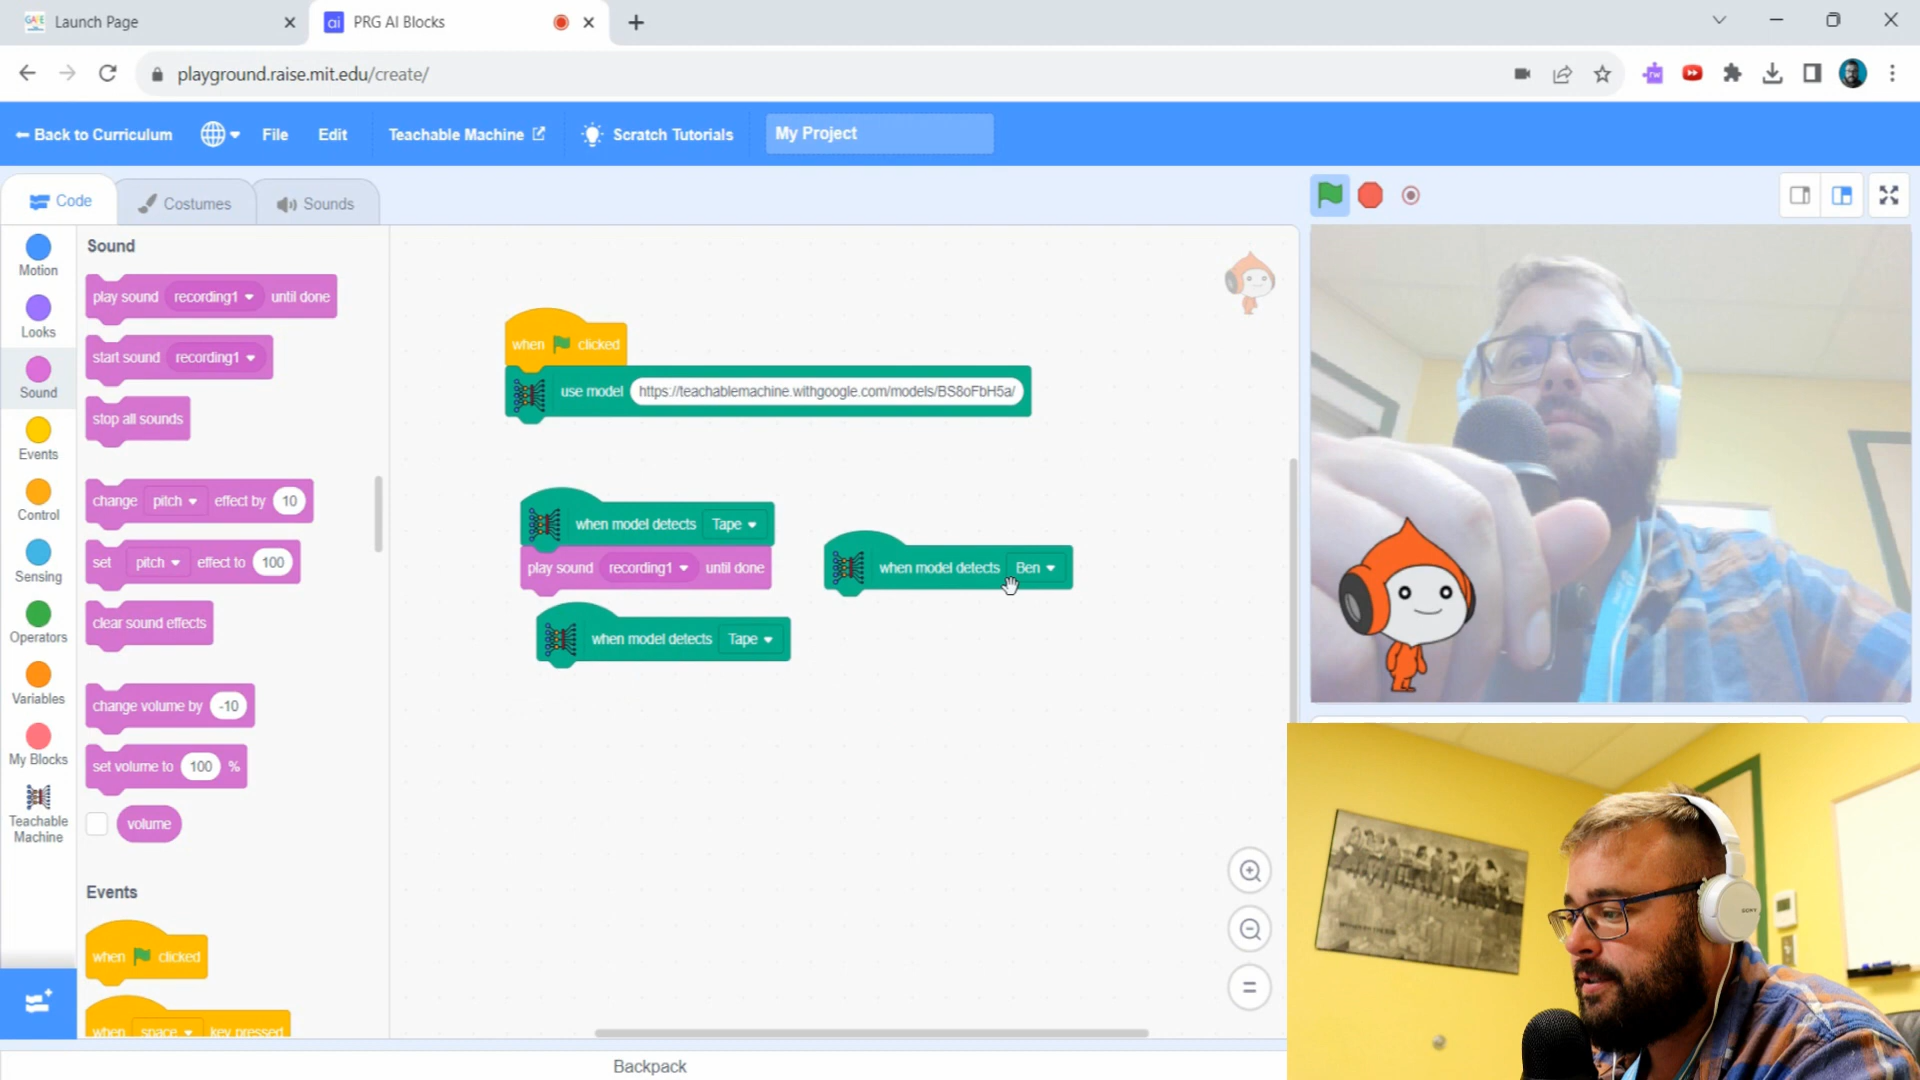 Launch Page
PRG AI Blocks
playground.raise.mit.edu/create/
Back to Curriculum
File
Edit
Teachable Machine
Scratch Tutorials
My Project
Code
Costumes
Sounds
Motion
Looks
Sound
Events
Control
Sensing
Operators
Variables
My Blocks
Teachable
Machine
Sound
play sound recording1 until done
start sound recording1
stop all sounds
change pitch effect by 10
set pitch effect to 100
clear sound effects
change volume by -10
set volume to 100 %
volume
Events
when clicked
when space key pressed
when clicked
use model https://teachablemachine.withgoogle.com/models/BS8oFbH5a/
when model detects Tape
play sound recording1 until done
when model detects Ben
when model detects Tape
Backpack
SONY